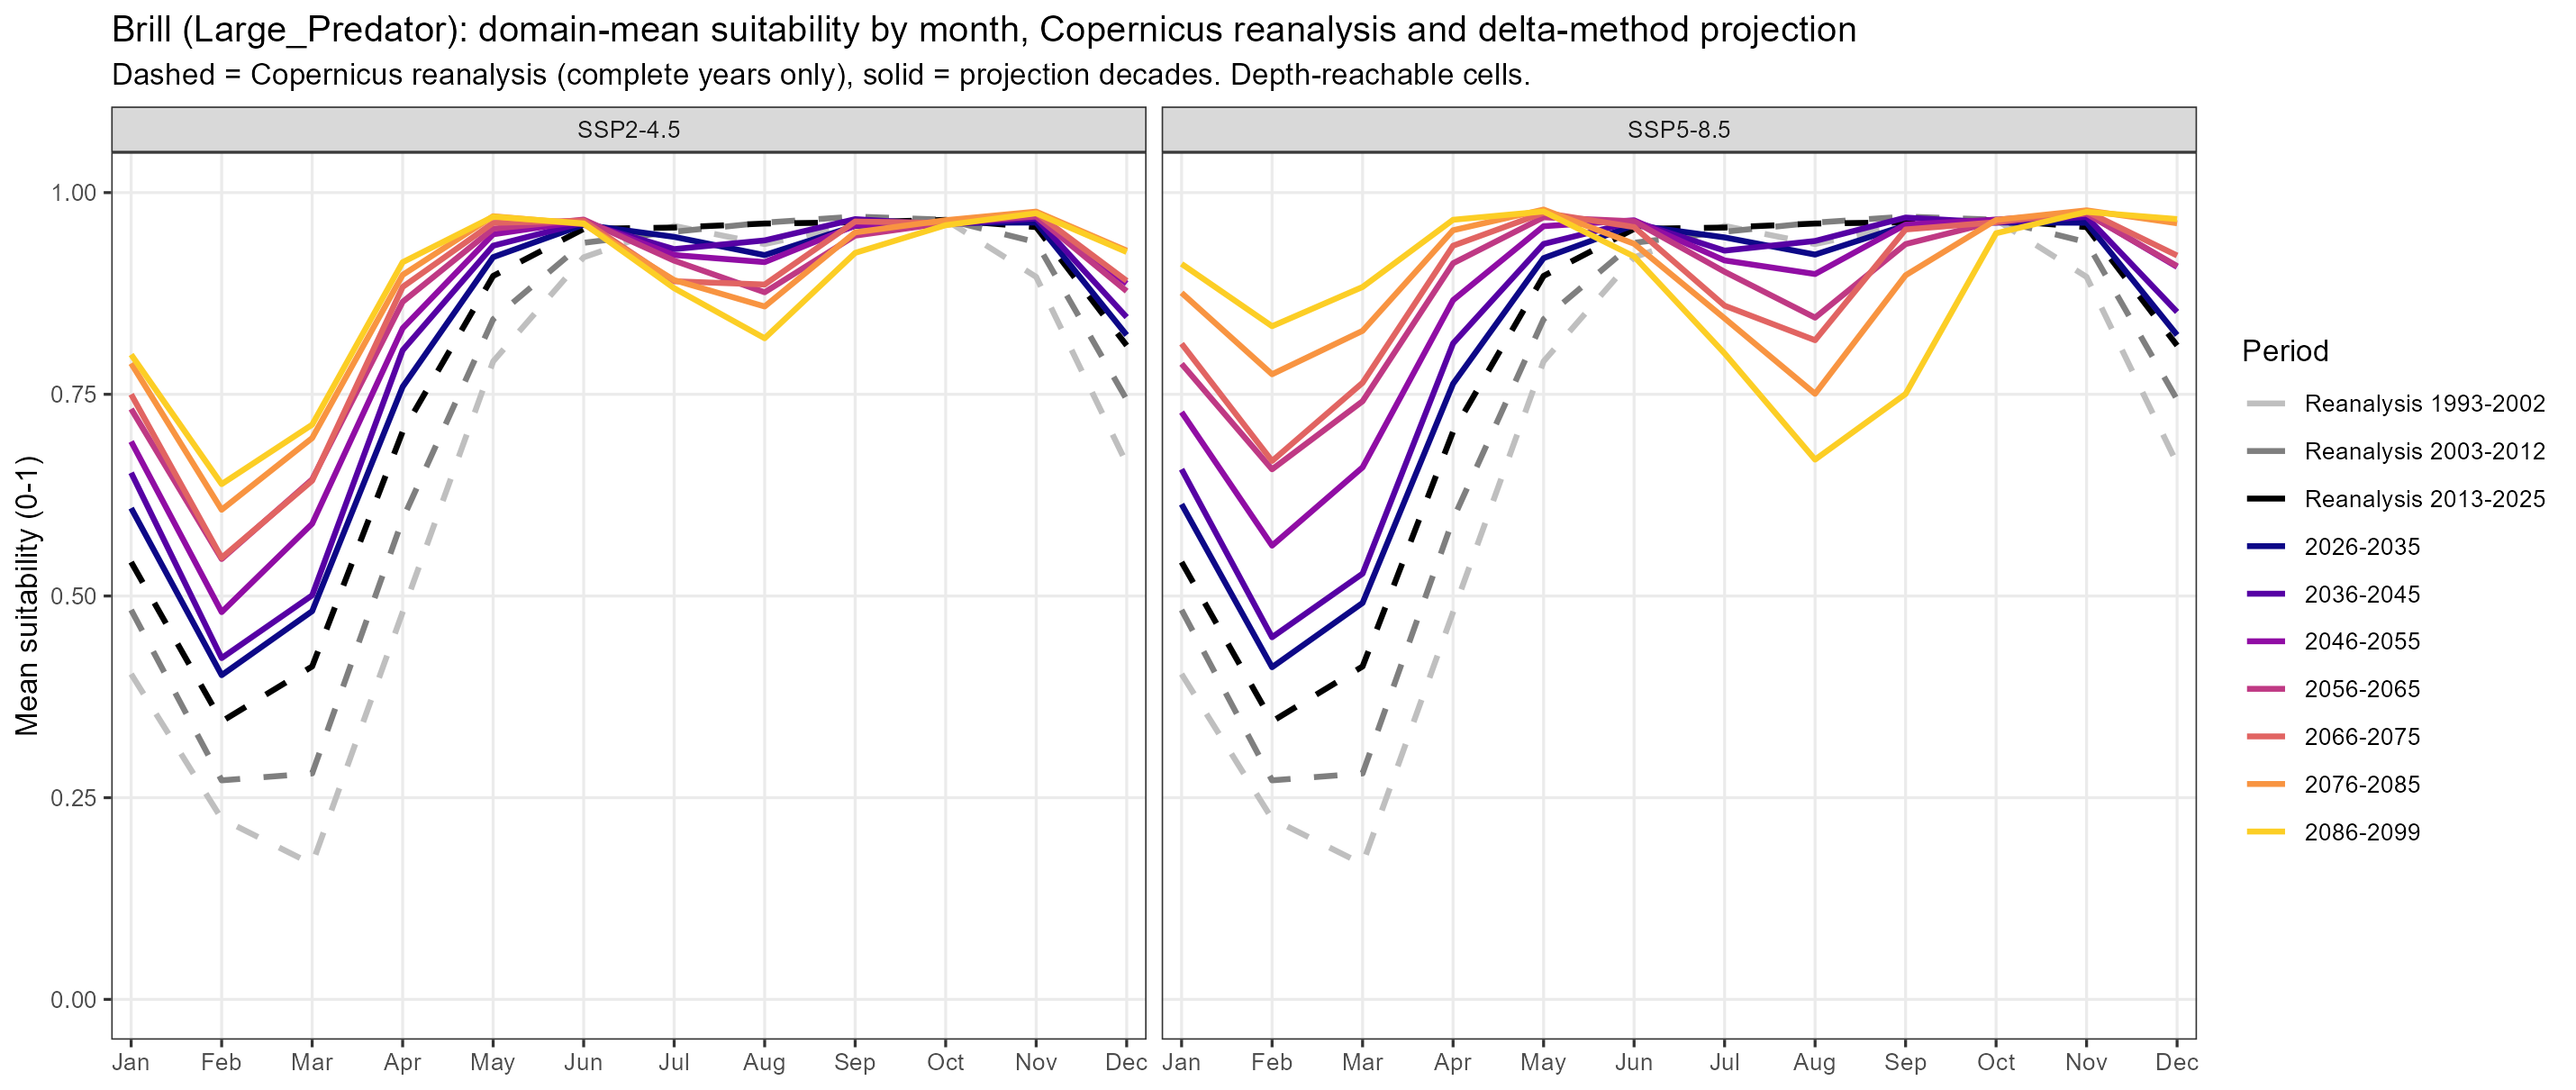 Brill (Large_Predator): domain-mean suitability by month, Copernicus reanalysis and delta-method projection
Dashed = Copernicus reanalysis (complete years only), solid = projection decades. Depth-reachable cells.
SSP2-4.5
SSP5-8.5
Mean suitability (0-1)
1.00
0.75
0.50
0.25
0.00
Jan Feb Mar Apr May Jun Jul Aug Sep Oct Nov Dec
Jan Feb Mar Apr May Jun Jul Aug Sep Oct Nov Dec
Period
Reanalysis 1993-2002
Reanalysis 2003-2012
Reanalysis 2013-2025
2026-2035
2036-2045
2046-2055
2056-2065
2066-2075
2076-2085
2086-2099